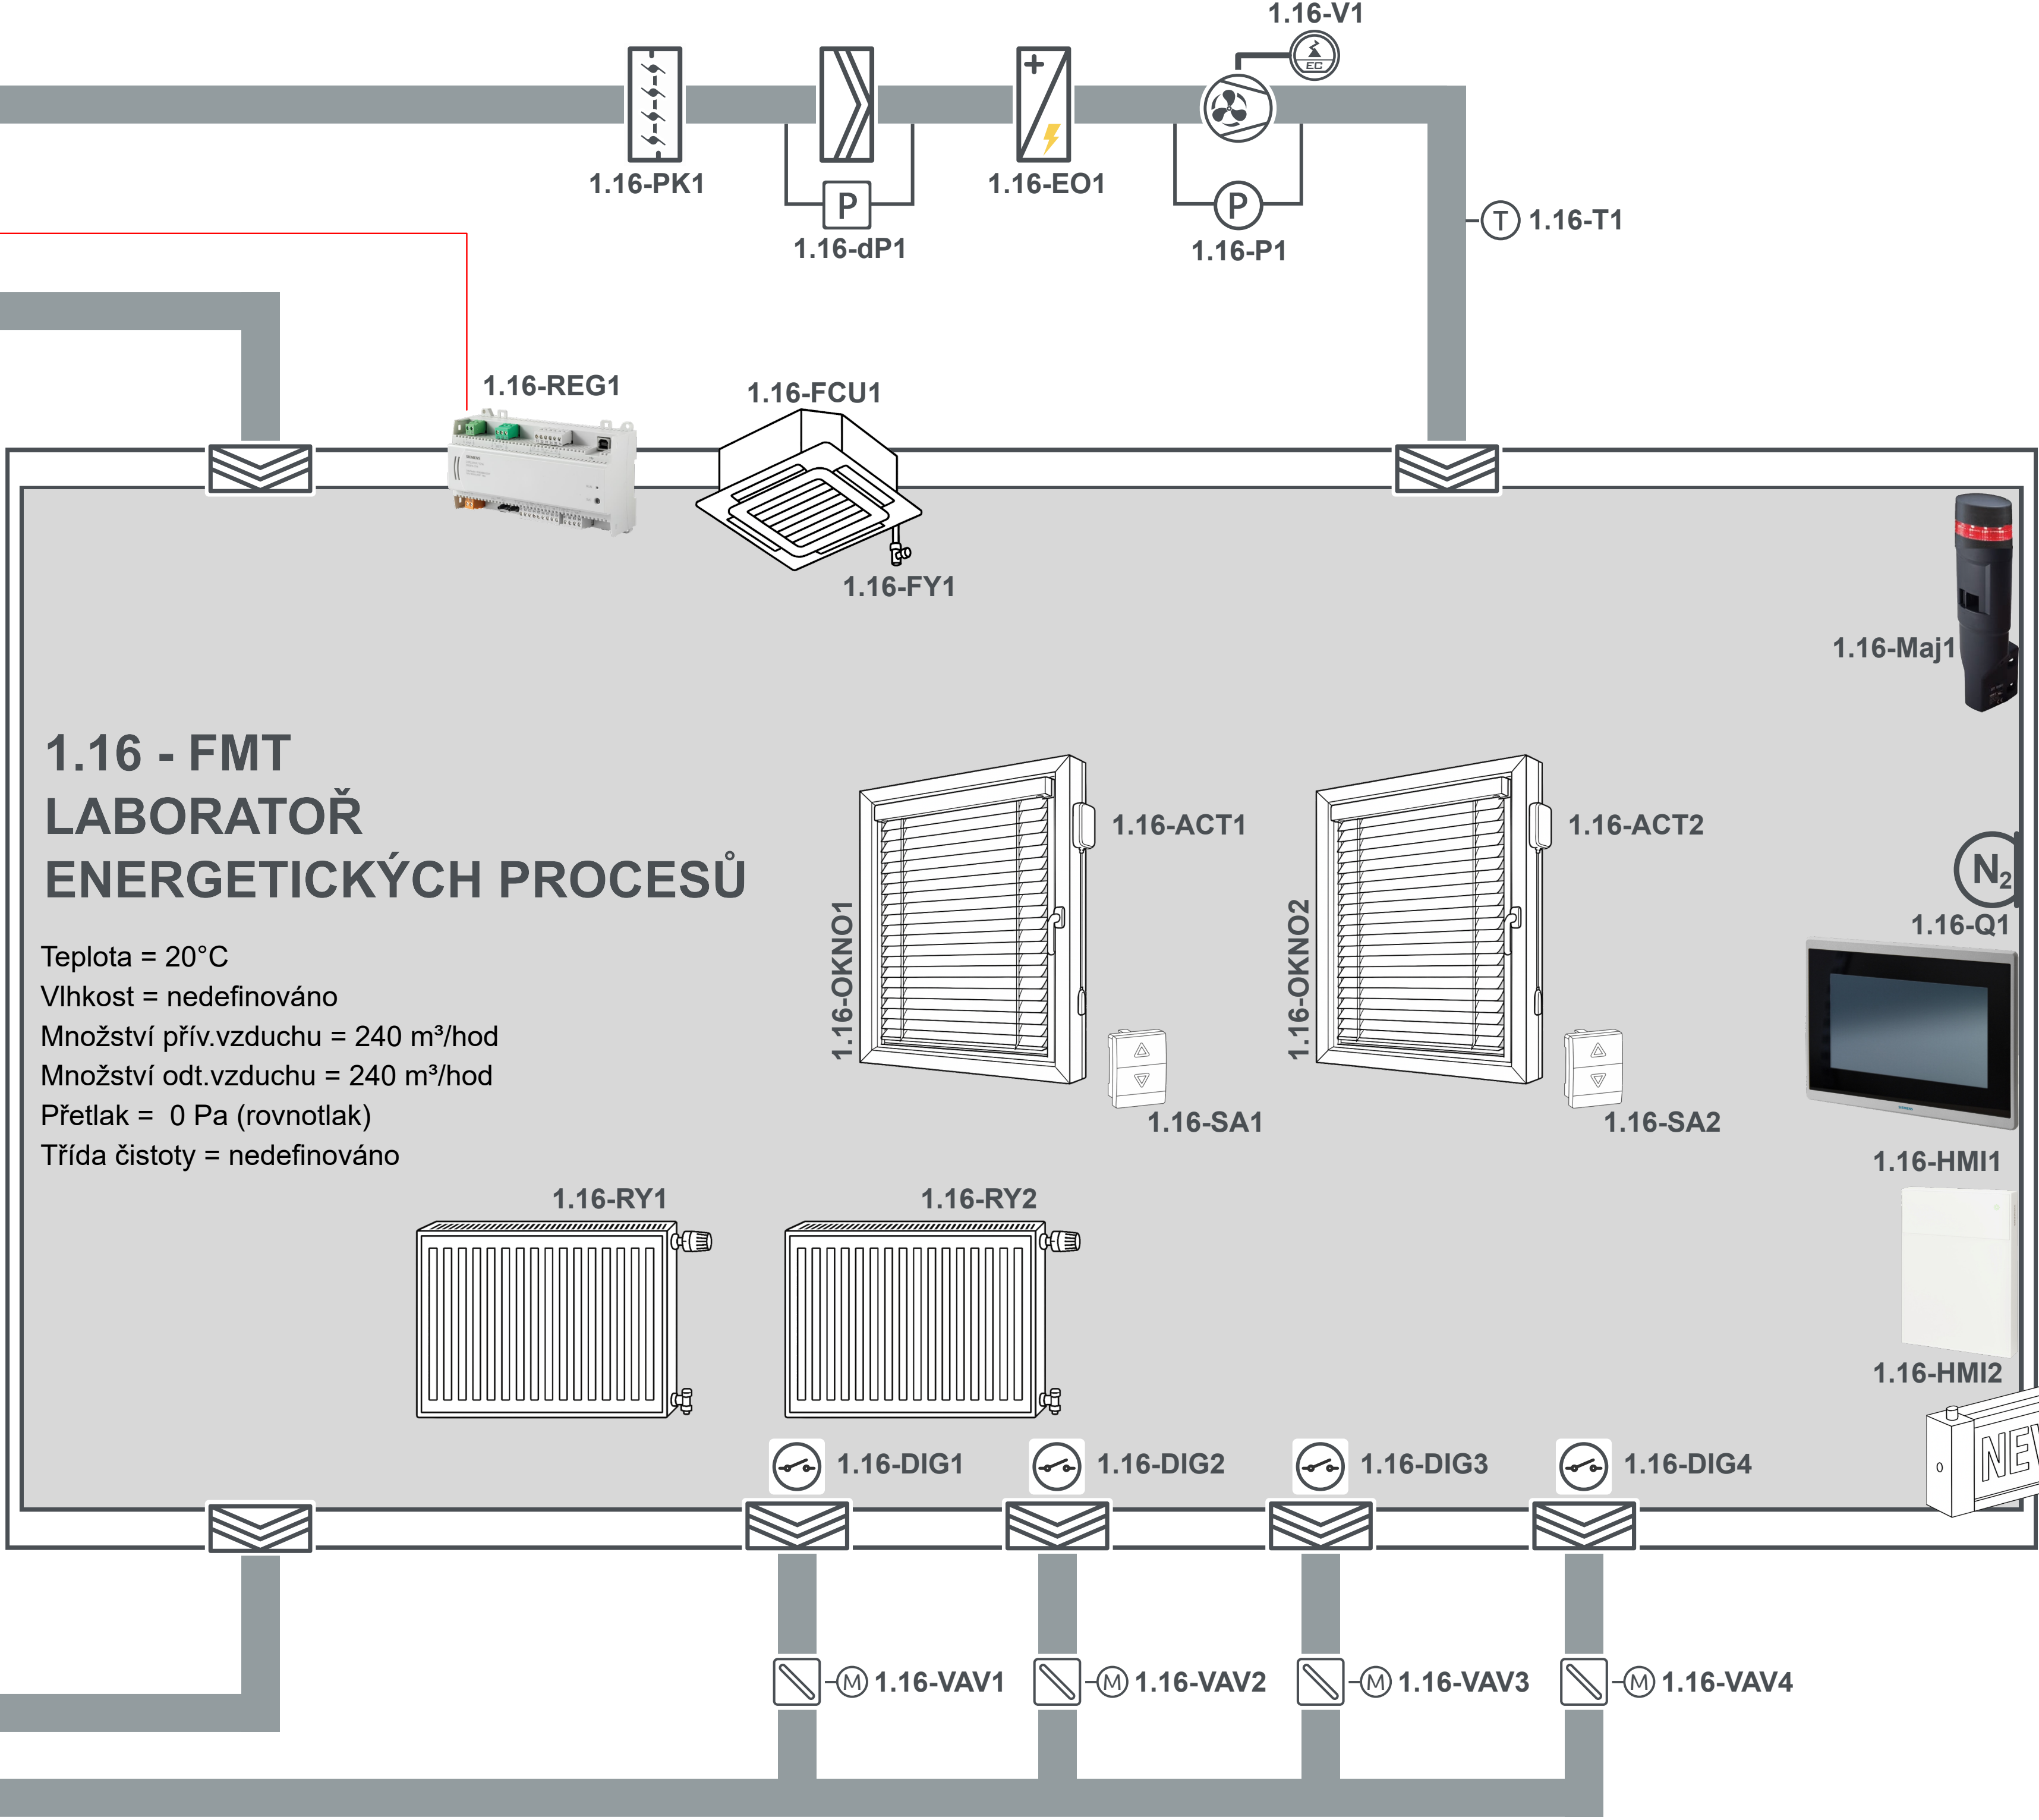 1.16-V1
EC
1.16-PK1
P
1.16-dP1
+
1.16-EO1
P
1.16-P1
T 1.16-T1
1.16-REG1
1.16-FCU1
1.16-FY1
1.16-Maj1
1.16 - FMT
LABORATOŘ
ENERGETICKÝCH PROCESŮ
Teplota = 20°C
Vlhkost = nedefinováno
Množství přív.vzduchu = 240 m³/hod
Množství odt.vzduchu = 240 m³/hod
Přetlak =  0 Pa (rovnotlak)
Třída čistoty = nedefinováno
1.16-OKNO1
1.16-ACT1
1.16-SA1
1.16-OKNO2
1.16-ACT2
1.16-SA2
N₂
1.16-Q1
1.16-HMI1
1.16-HMI2
1.16-RY1
1.16-RY2
1.16-DIG1
1.16-DIG2
1.16-DIG3
1.16-DIG4
M 1.16-VAV1
M 1.16-VAV2
M 1.16-VAV3
M 1.16-VAV4